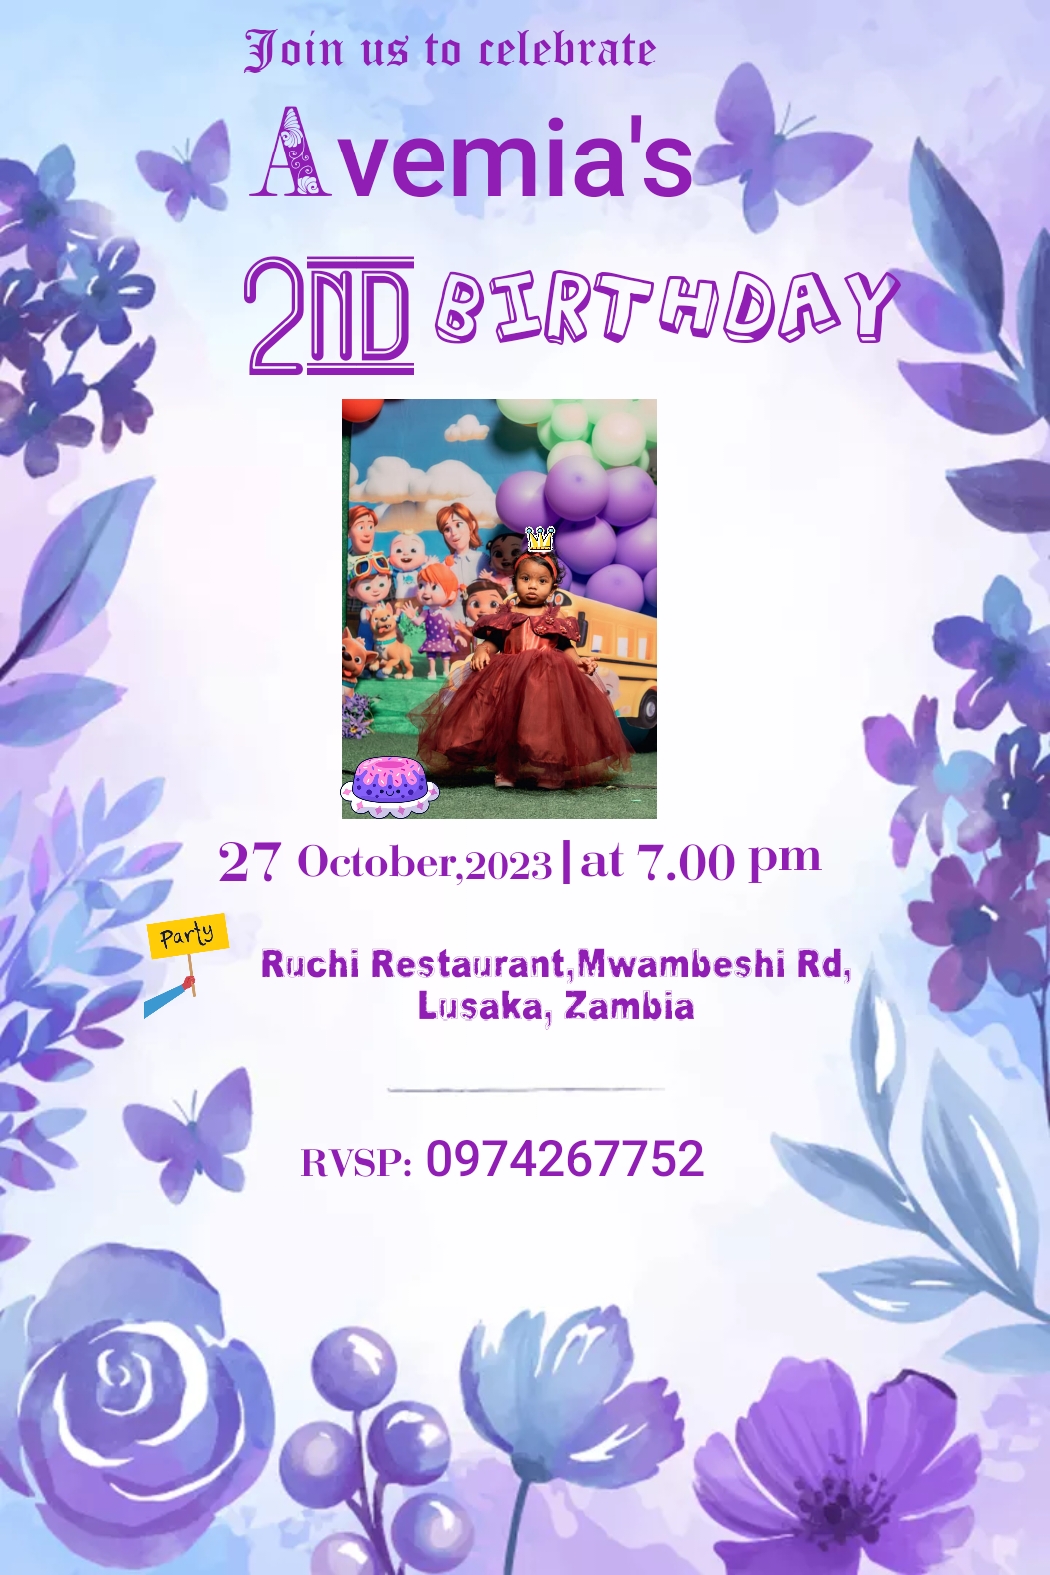 Join us to celebrate
Avemia's
2ND BIRTHDAY
27 October,2023|at 7.00 pm
Party
Ruchi Restaurant,Mwambeshi Rd,
Lusaka, Zambia
RVSP: 0974267752